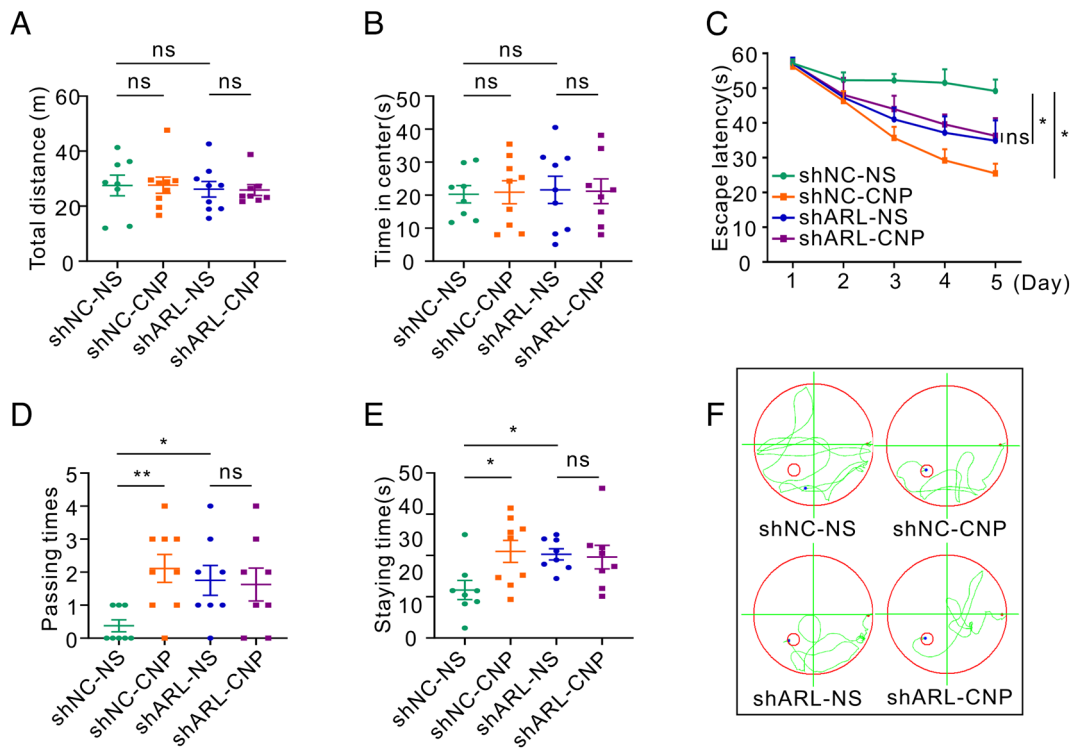 A
ns
ns
ns
Total distance (m)
60
40
20
0
shNC-NS
shNC-CNP
shARL-NS
shARL-CNP
B
ns
ns
ns
Time in center(s)
50
40
30
20
10
0
shNC-NS
shNC-CNP
shARL-NS
shARL-CNP
C
Escape latency(s)
60
50
40
30
20
10
0
shNC-NS
shNC-CNP
shARL-NS
shARL-CNP
ns
*
*
1 2 3 4 5 (Day)
D
*
**
ns
Passing times
5
4
3
2
1
0
shNC-NS
shNC-CNP
shARL-NS
shARL-CNP
E
*
*
ns
Staying time(s)
50
40
30
20
10
0
shNC-NS
shNC-CNP
shARL-NS
shARL-CNP
F
shNC-NS shNC-CNP
shARL-NS shARL-CNP